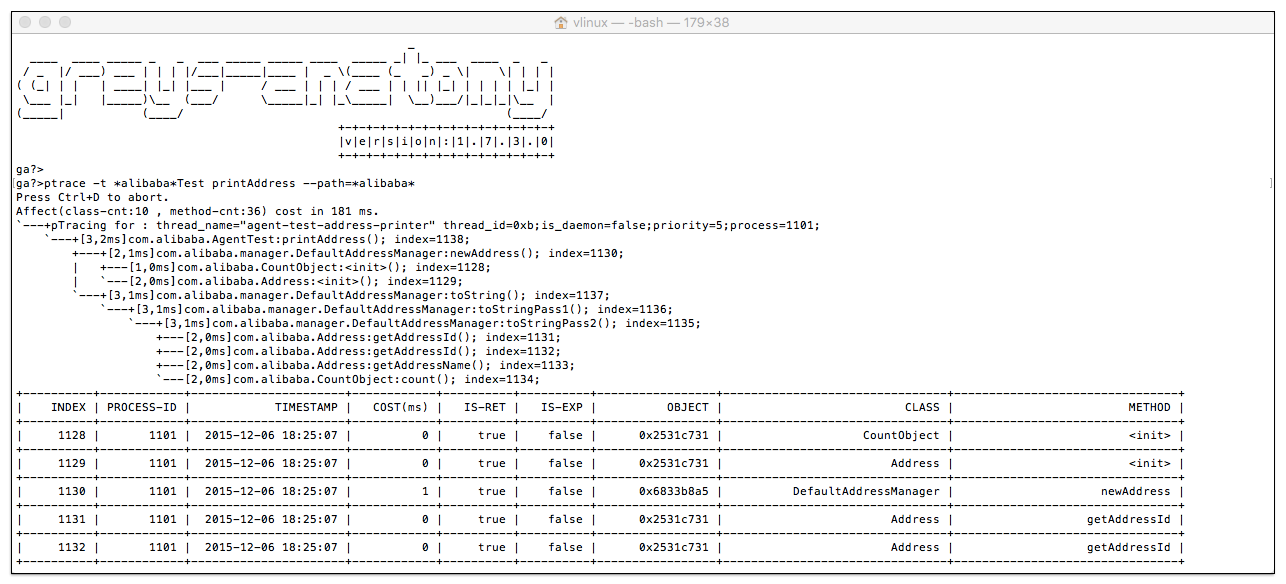 vlinux — -bash — 179×38
greys-anatomy
+-+-+-+-+-+-+-+-+-+-+-+-+-+-+-+
|v|e|r|s|i|o|n|:|1|.|7|.|3|.|0|
+-+-+-+-+-+-+-+-+-+-+-+-+-+-+-+
ga?>
[ga?>ptrace -t *alibaba*Test printAddress --path=*alibaba* ]
Press Ctrl+D to abort.
Affect(class-cnt:10 , method-cnt:36) cost in 181 ms.
`---+pTracing for : thread_name="agent-test-address-printer" thread_id=0xb;is_daemon=false;priority=5;process=1101;
    `---+[3,2ms]com.alibaba.AgentTest:printAddress(); index=1138;
        +---+[2,1ms]com.alibaba.manager.DefaultAddressManager:newAddress(); index=1130;
        |   +---[1,0ms]com.alibaba.CountObject:<init>(); index=1128;
        |   `---[2,0ms]com.alibaba.Address:<init>(); index=1129;
        `---+[3,1ms]com.alibaba.manager.DefaultAddressManager:toString(); index=1137;
            `---+[3,1ms]com.alibaba.manager.DefaultAddressManager:toStringPass1(); index=1136;
                `---+[3,1ms]com.alibaba.manager.DefaultAddressManager:toStringPass2(); index=1135;
                    +---[2,0ms]com.alibaba.Address:getAddressId(); index=1131;
                    +---[2,0ms]com.alibaba.Address:getAddressId(); index=1132;
                    +---[2,0ms]com.alibaba.Address:getAddressName(); index=1133;
                    `---[2,0ms]com.alibaba.CountObject:count(); index=1134;
| INDEX | PROCESS-ID | TIMESTAMP | COST(ms) | IS-RET | IS-EXP | OBJECT | CLASS | METHOD |
| 1128 | 1101 | 2015-12-06 18:25:07 | 0 | true | false | 0x2531c731 | CountObject | <init> |
| 1129 | 1101 | 2015-12-06 18:25:07 | 0 | true | false | 0x2531c731 | Address | <init> |
| 1130 | 1101 | 2015-12-06 18:25:07 | 1 | true | false | 0x6833b8a5 | DefaultAddressManager | newAddress |
| 1131 | 1101 | 2015-12-06 18:25:07 | 0 | true | false | 0x2531c731 | Address | getAddressId |
| 1132 | 1101 | 2015-12-06 18:25:07 | 0 | true | false | 0x2531c731 | Address | getAddressId |